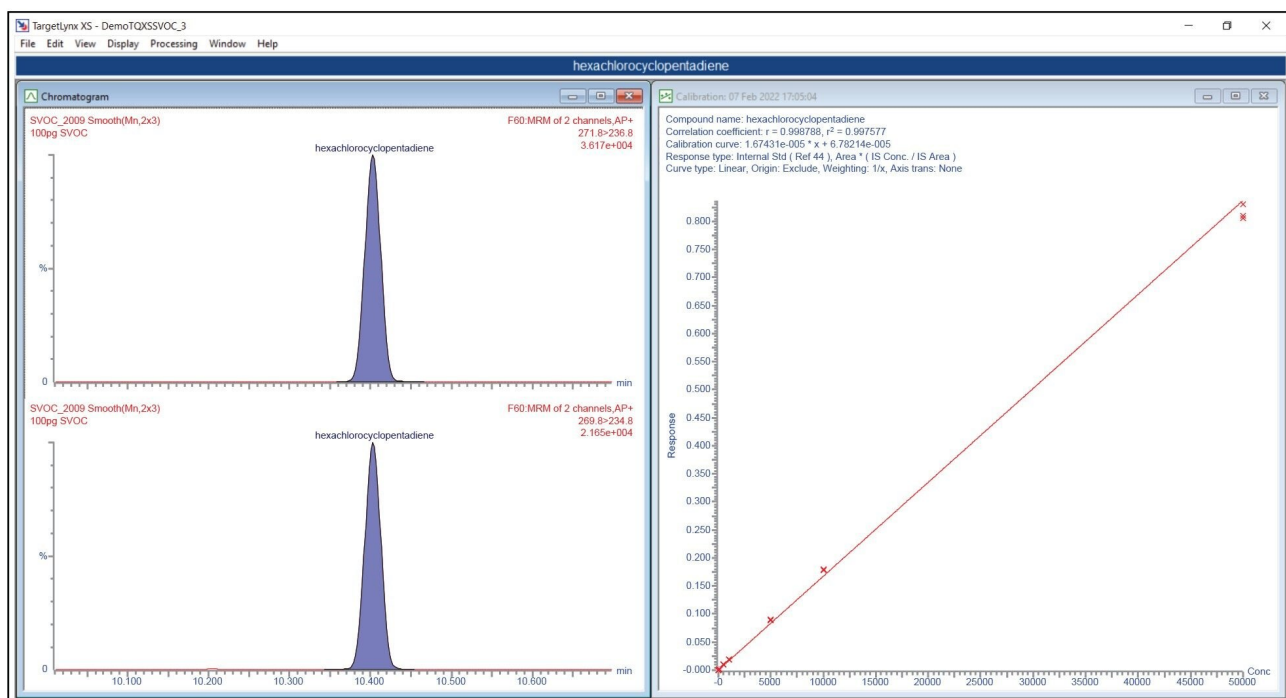 TargetLynx XS - DemoTQXSSVOC_3
File Edit View Display Processing Window Help
hexachlorocyclopentadiene
Chromatogram
SVOC_2009 Smooth(Mn,2x3)
100pg SVOC
F60:MRM of 2 channels,AP+
271.8>236.8
3.617e+004
hexachlorocyclopentadiene
%
0
min
SVOC_2009 Smooth(Mn,2x3)
100pg SVOC
F60:MRM of 2 channels,AP+
269.8>234.8
2.165e+004
hexachlorocyclopentadiene
%
0
min
10.100 10.200 10.300 10.400 10.500 10.600
Calibration: 07 Feb 2022 17:05:04
Compound name: hexachlorocyclopentadiene
Correlation coefficient: r = 0.998788, r² = 0.997577
Calibration curve: 1.67431e-005 * x + 6.78214e-005
Response type: Internal Std ( Ref 44 ), Area * ( IS Conc. / IS Area )
Curve type: Linear, Origin: Exclude, Weighting: 1/x, Axis trans: None
0.800
0.750
0.700
0.650
0.600
0.550
0.500
0.450
0.400
0.350
0.300
0.250
0.200
0.150
0.100
0.050
-0.000
Response
Conc
-0 5000 10000 15000 20000 25000 30000 35000 40000 45000 50000